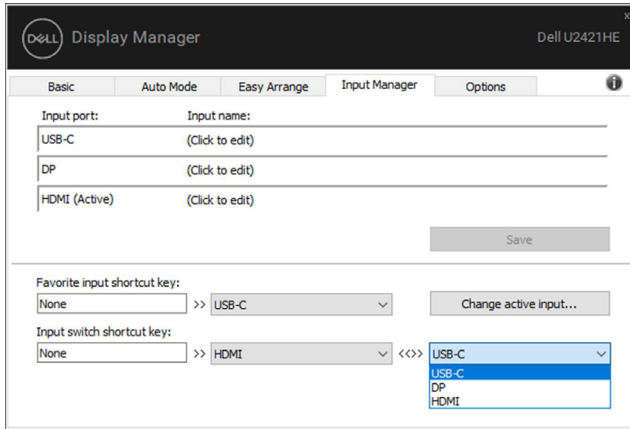 DELL Display Manager Dell U2421HE x
Basic Auto Mode Easy Arrange Input Manager Options i
Input port: Input name:
USB-C (Click to edit)
DP (Click to edit)
HDMI (Active) (Click to edit)
Save
Favorite input shortcut key:
None >> USB-C Change active input...
Input switch shortcut key:
None >> HDMI <<>> USB-C
USB-C
DP
HDMI